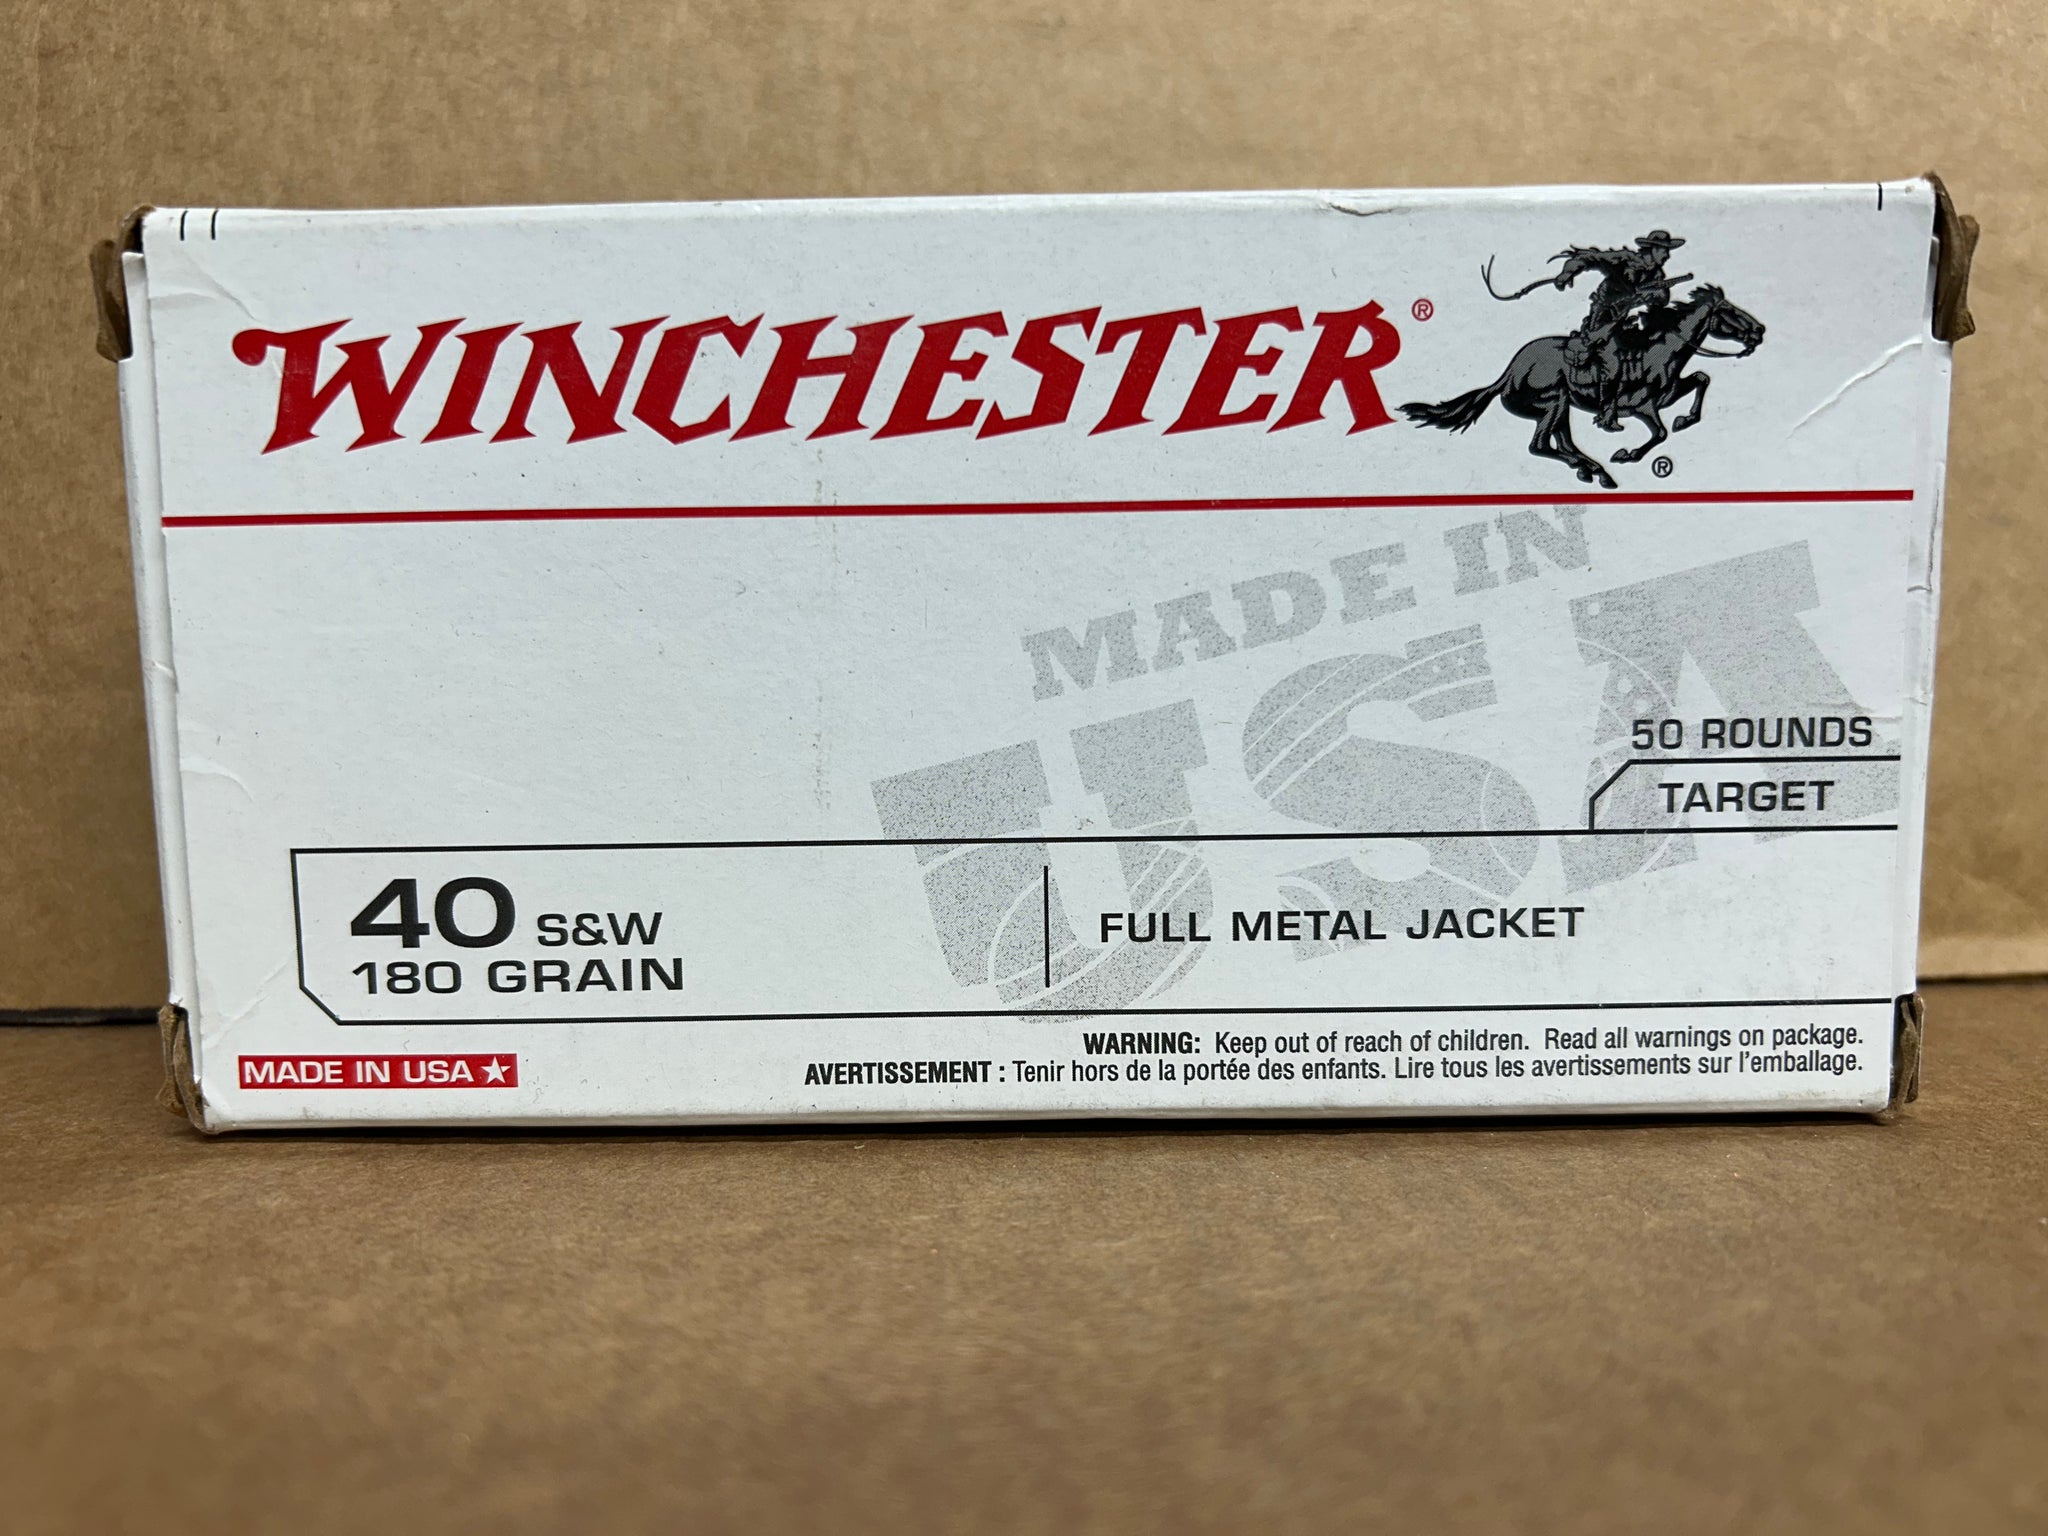 WINCHESTER®
®
MADE IN
USA
50 ROUNDS
TARGET
40 S&W
180 GRAIN
FULL METAL JACKET
WARNING: Keep out of reach of children. Read all warnings on package.
AVERTISSEMENT : Tenir hors de la portée des enfants. Lire tous les avertissements sur l'emballage.
MADE IN USA ★